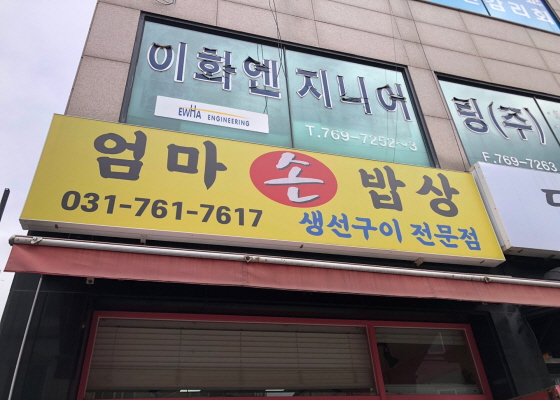 이화엔지니어링(주)
EWHA ENGINEERING
T.769-7252~3
F.769-7263
엄마 손 밥상
031-761-7617
생선구이 전문점